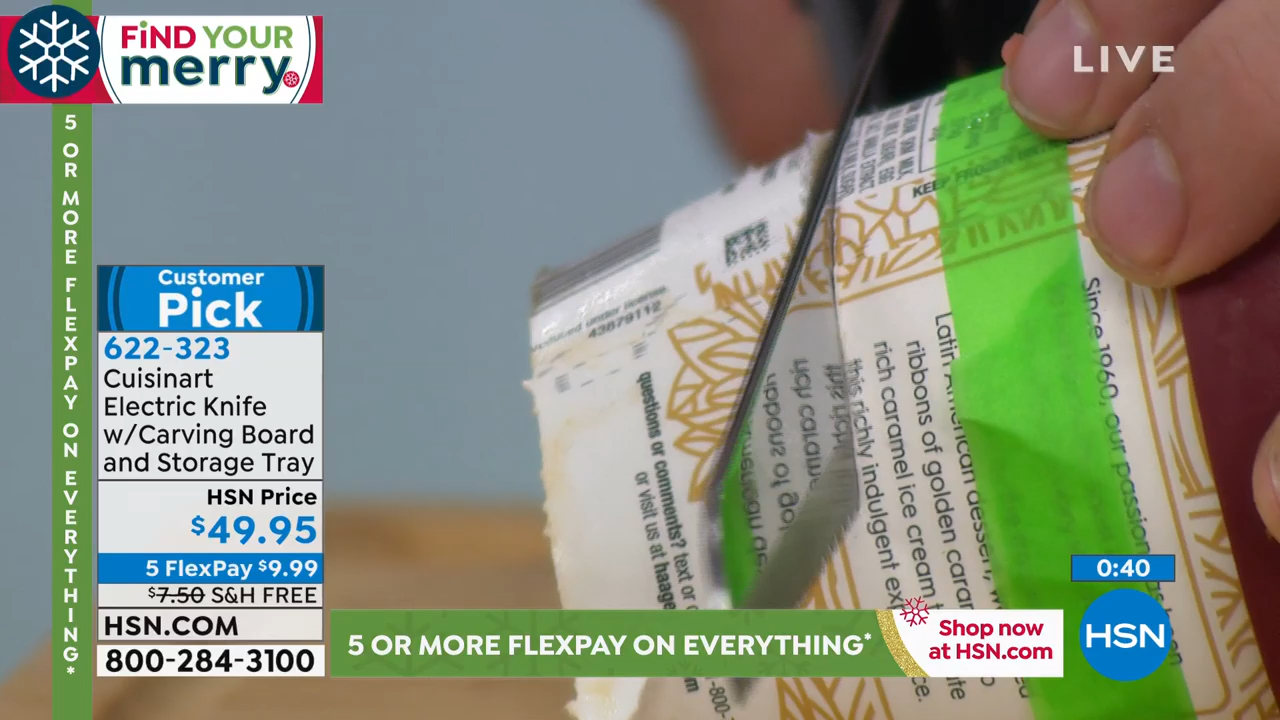 FiND YOUR
merry.
LIVE
5 OR MORE FLEXPAY ON EVERYTHING*
Customer
Pick
622-323
Cuisinart
Electric Knife
w/Carving Board
and Storage Tray
HSN Price
$49.95
5 FlexPay $9.99
$7.50 S&H FREE
HSN.COM
800-284-3100
KEEP FROZEN
43879112
questions or comments? text or
or visit us at haage
this richly indulgent ex
rich caramel ice cream
ribbons of golden caram
Latin American dessert, w
Since 1960, our passion
0:40
5 OR MORE FLEXPAY ON EVERYTHING*
Shop now
at HSN.com
HSN